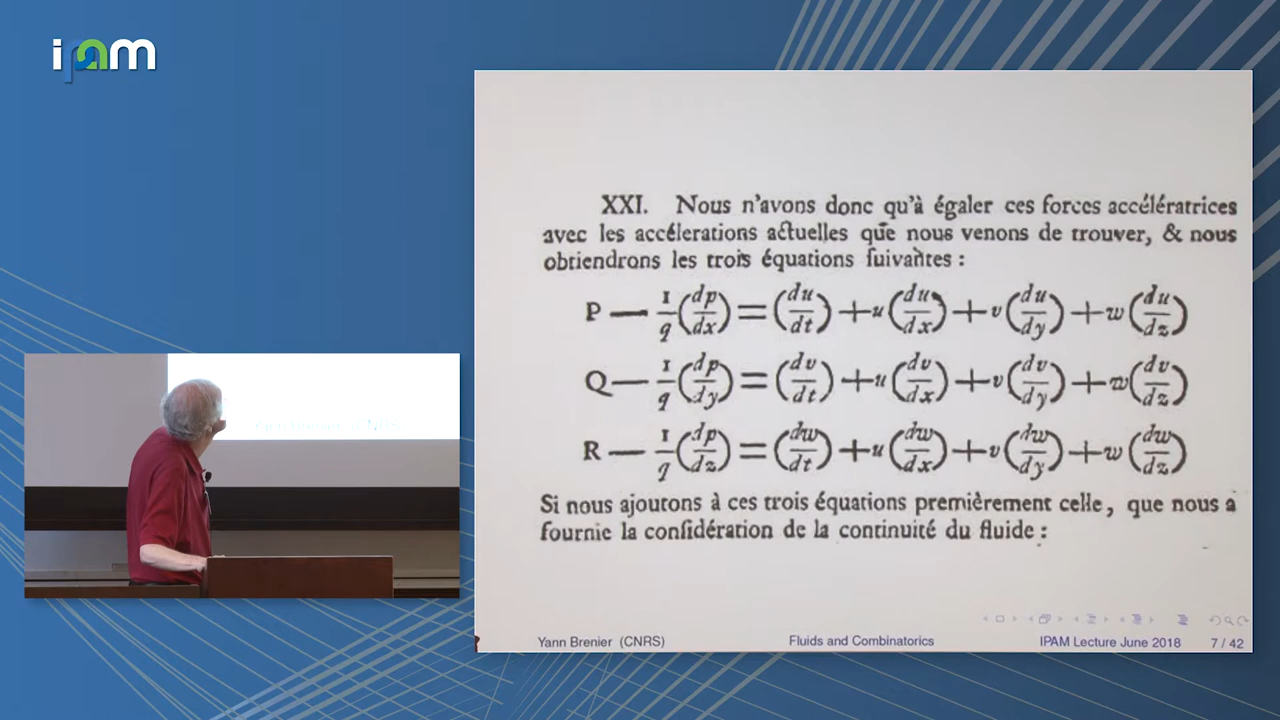 ipam
XXI. Nous n'avons donc qu'à égaler ces forces accélératrices
avec les accélerations actuelles que nous venons de trouver, & nous
obtiendrons les trois équations ſuivantes :
P — 1/q (dp/dx) = (du/dt) + u (du/dx) + v (du/dy) + w (du/dz)
Q — 1/q (dp/dy) = (dv/dt) + u (dv/dx) + v (dv/dy) + w (dv/dz)
R — 1/q (dp/dz) = (dw/dt) + u (dw/dx) + v (dw/dy) + w (dw/dz)
Si nous ajoutons à ces trois équations premièrement celle, que nous a
fournie la conſidération de la continuité du fluide :
Yann Brenier (CNRS) Fluids and Combinatorics IPAM Lecture June 2018 7 / 42
Yann Brenier